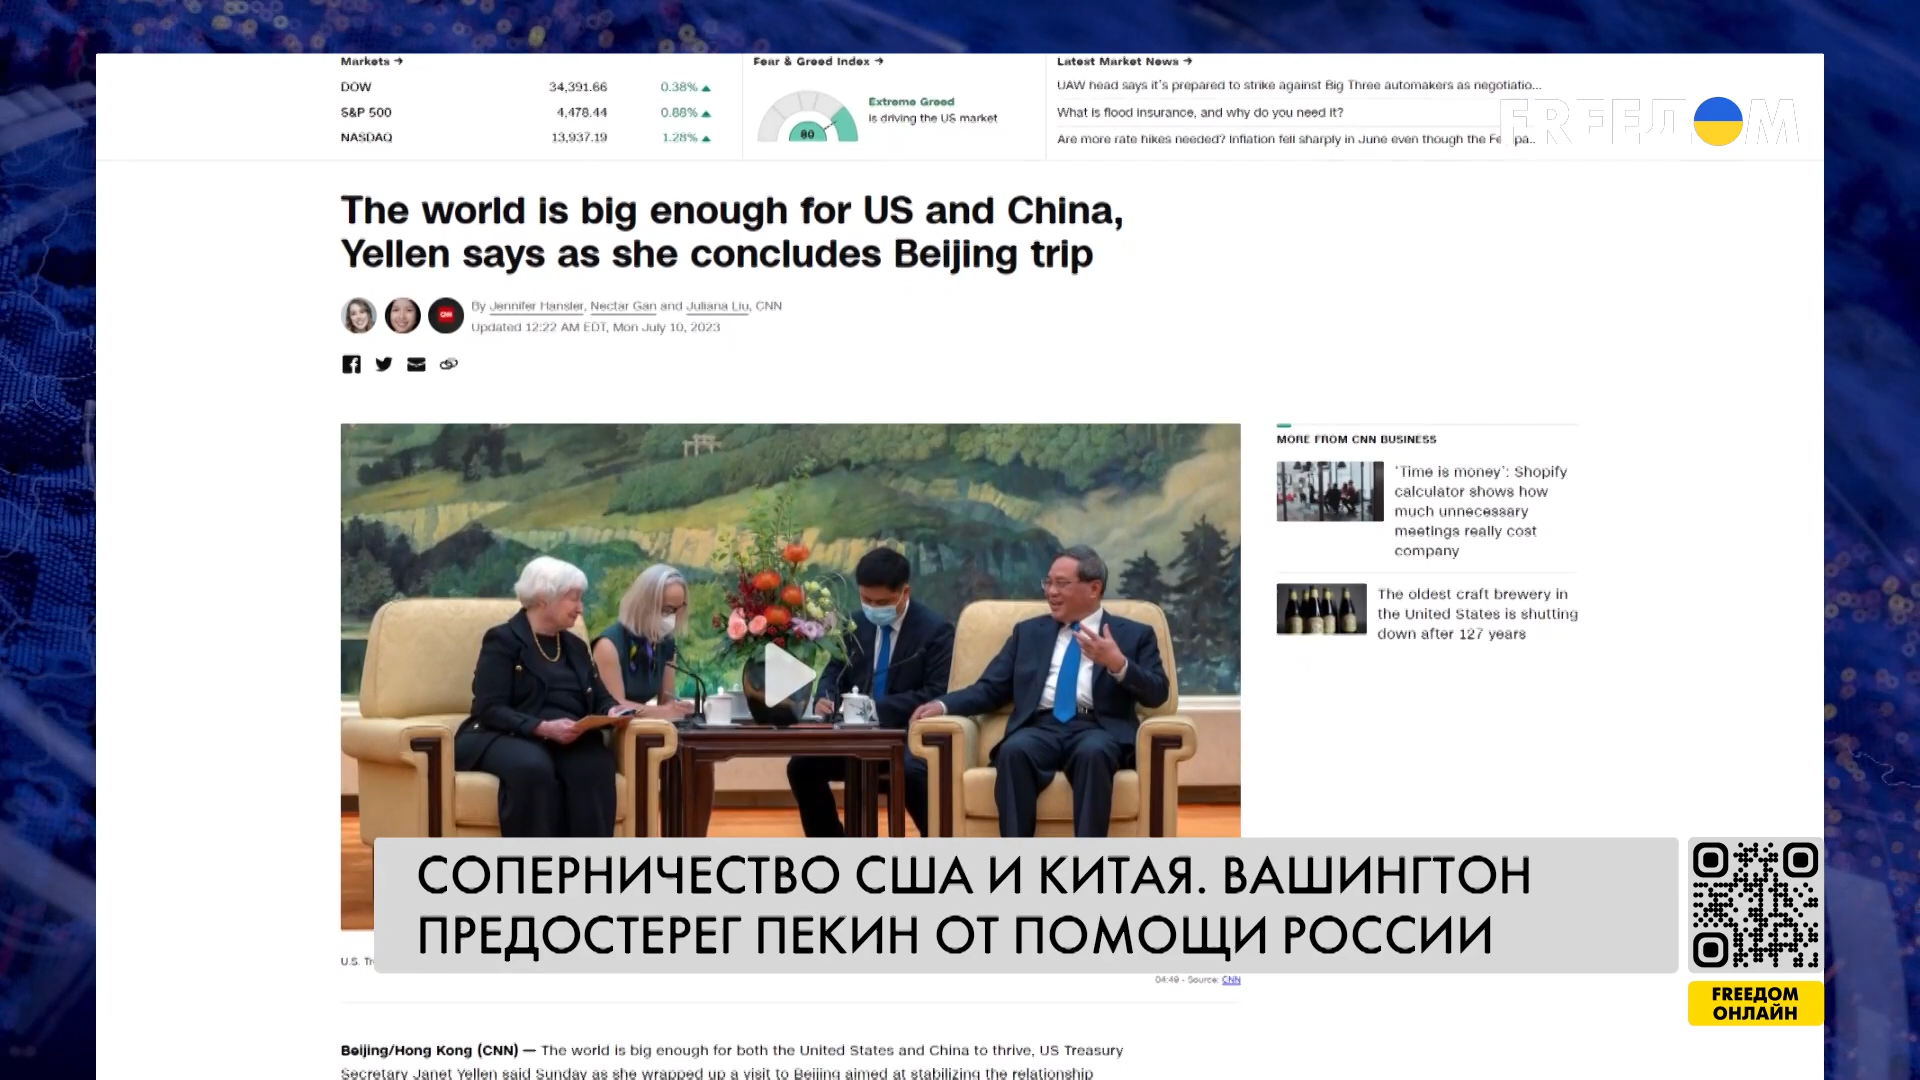 Markets →
Fear & Greed Index →
Latest Market News →
DOW 34,391.66 0.38%
S&P 500 4,478.44 0.88%
NASDAQ 13,937.19 1.28%
80
Extreme Greed
is driving the US market
UAW head says it's prepared to strike against Big Three automakers as negotiatio...
What is flood insurance, and why do you need it?
Are more rate hikes needed? Inflation fell sharply in June even though the Fe pa...
FREEДОМ
The world is big enough for US and China,
Yellen says as she concludes Beijing trip
CNN
By Jennifer Hansler, Nectar Gan and Juliana Liu, CNN
Updated 12:22 AM EDT, Mon July 10, 2023
MORE FROM CNN BUSINESS
'Time is money': Shopify
calculator shows how
much unnecessary
meetings really cost
company
The oldest craft brewery in
the United States is shutting
down after 127 years
СОПЕРНИЧЕСТВО США И КИТАЯ. ВАШИНГТОН
ПРЕДОСТЕРЕГ ПЕКИН ОТ ПОМОЩИ РОССИИ
FREEДОМ
ОНЛАЙН
U.S.
04:49 - Source: CNN
Beijing/Hong Kong (CNN) — The world is big enough for both the United States and China to thrive, US Treasury
Secretary Janet Yellen said Sunday as she wrapped up a visit to Beijing aimed at stabilizing the relationship